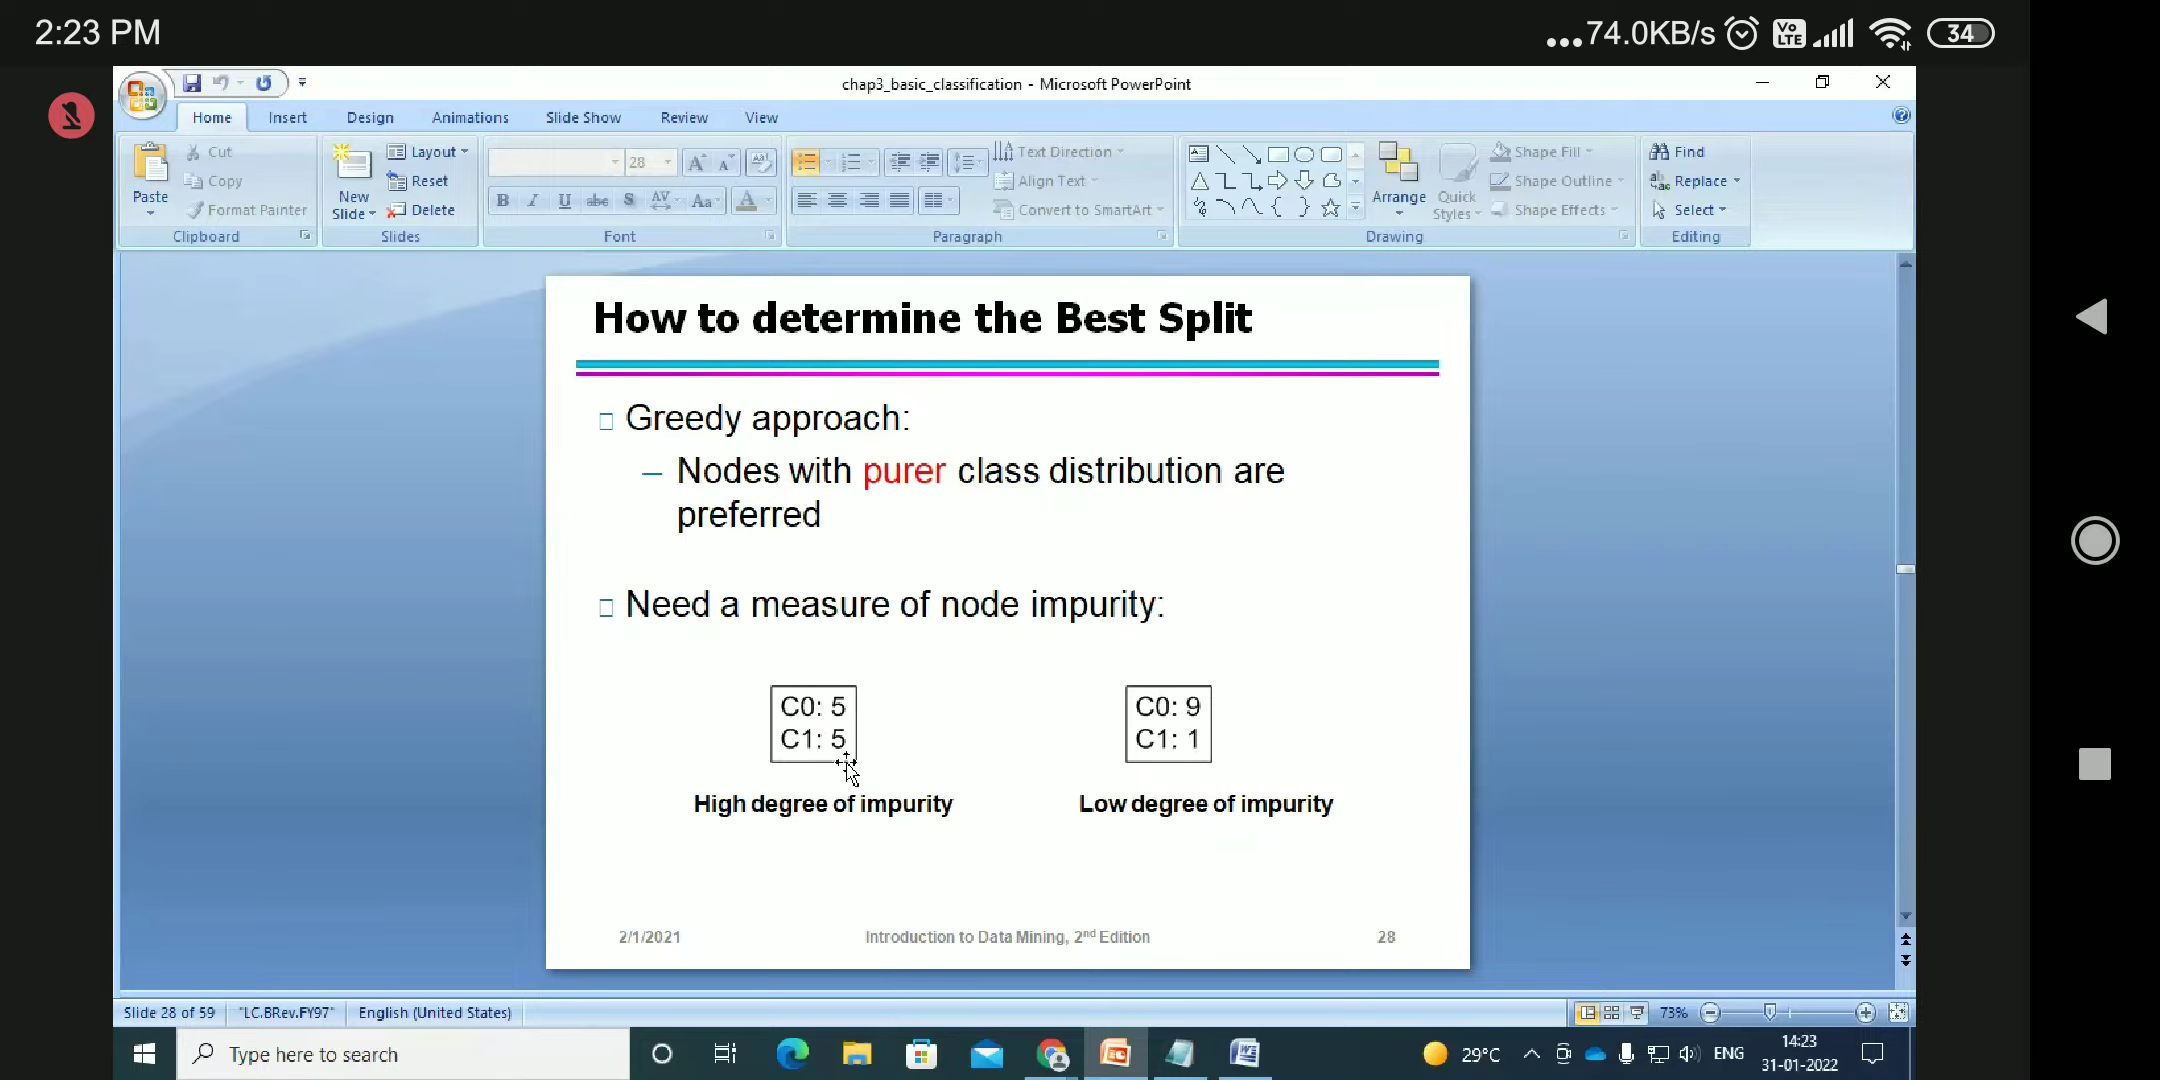 2:23 PM
...74.0KB/s Vo LTE 34
chap3_basic_classification - Microsoft PowerPoint
Home Insert Design Animations Slide Show Review View
Paste
Cut
Copy
Format Painter
Clipboard
New Slide
Layout
Reset
Delete
Slides
28
B I U abc S AV Aa A
Font
Text Direction
Align Text
Convert to SmartArt
Paragraph
Arrange
Quick Styles
Shape Fill
Shape Outline
Shape Effects
Drawing
Find
Replace
Select
Editing
How to determine the Best Split
Greedy approach:
– Nodes with purer class distribution are
preferred
Need a measure of node impurity:
C0: 5
C1: 5
High degree of impurity
C0: 9
C1: 1
Low degree of impurity
2/1/2021 Introduction to Data Mining, 2nd Edition 28
Slide 28 of 59 "LC.BRev.FY97" English (United States) 73%
Type here to search
29°C ENG
14:23
31-01-2022